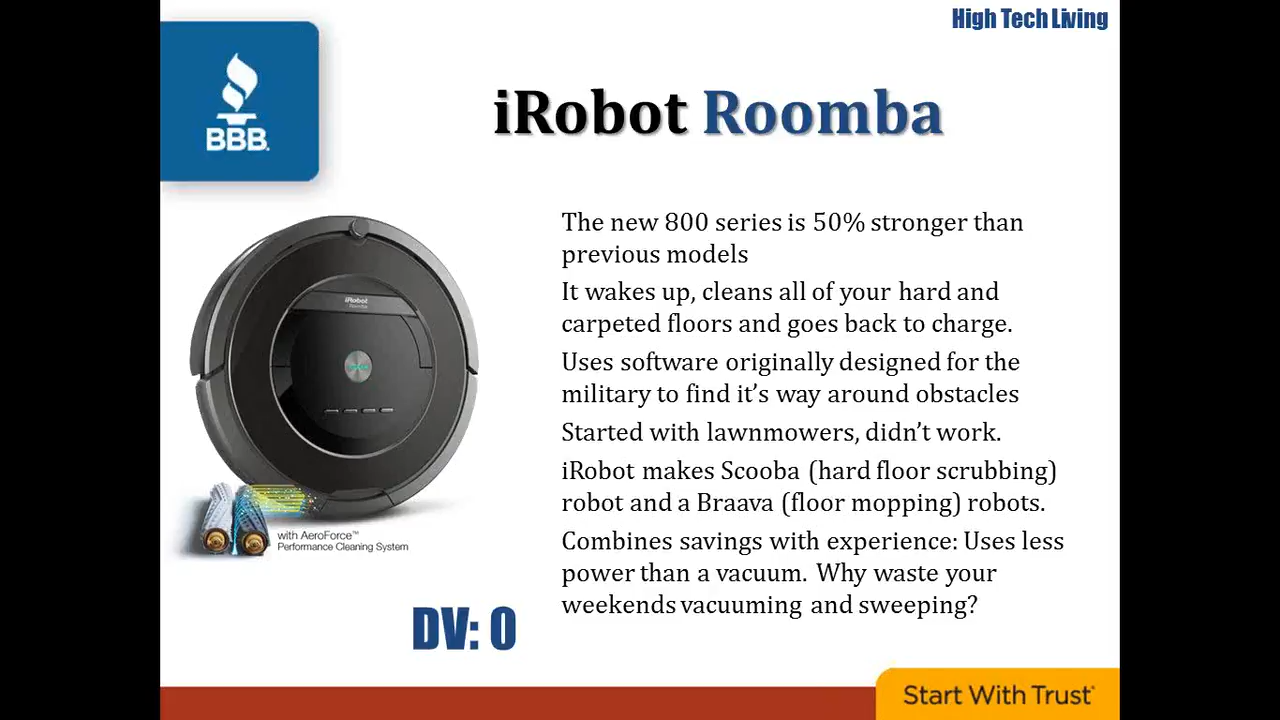 High Tech Living
BBB.
iRobot Roomba
The new 800 series is 50% stronger than
previous models
It wakes up, cleans all of your hard and
carpeted floors and goes back to charge.
Uses software originally designed for the
military to find it's way around obstacles
Started with lawnmowers, didn't work.
iRobot makes Scooba (hard floor scrubbing)
robot and a Braava (floor mopping) robots.
Combines savings with experience: Uses less
power than a vacuum. Why waste your
weekends vacuuming and sweeping?
iRobot
Roomba
with AeroForce™
Performance Cleaning System
DV: 0
Start With Trust®